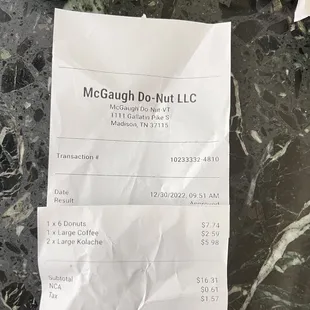 McGaugh Do-Nut LLC
McGaugh Do-Nut-VT
1111 Gallatin Pike S
Madison, TN 37115
Transaction # 10233332-4810
Date 12/30/2022, 09:51 AM
Result Approved
1 x 6 Donuts $7.74
1 x Large Coffee $2.59
2 x Large Kolache $5.98
Subtotal $16.31
NCA $0.61
Tax $1.57